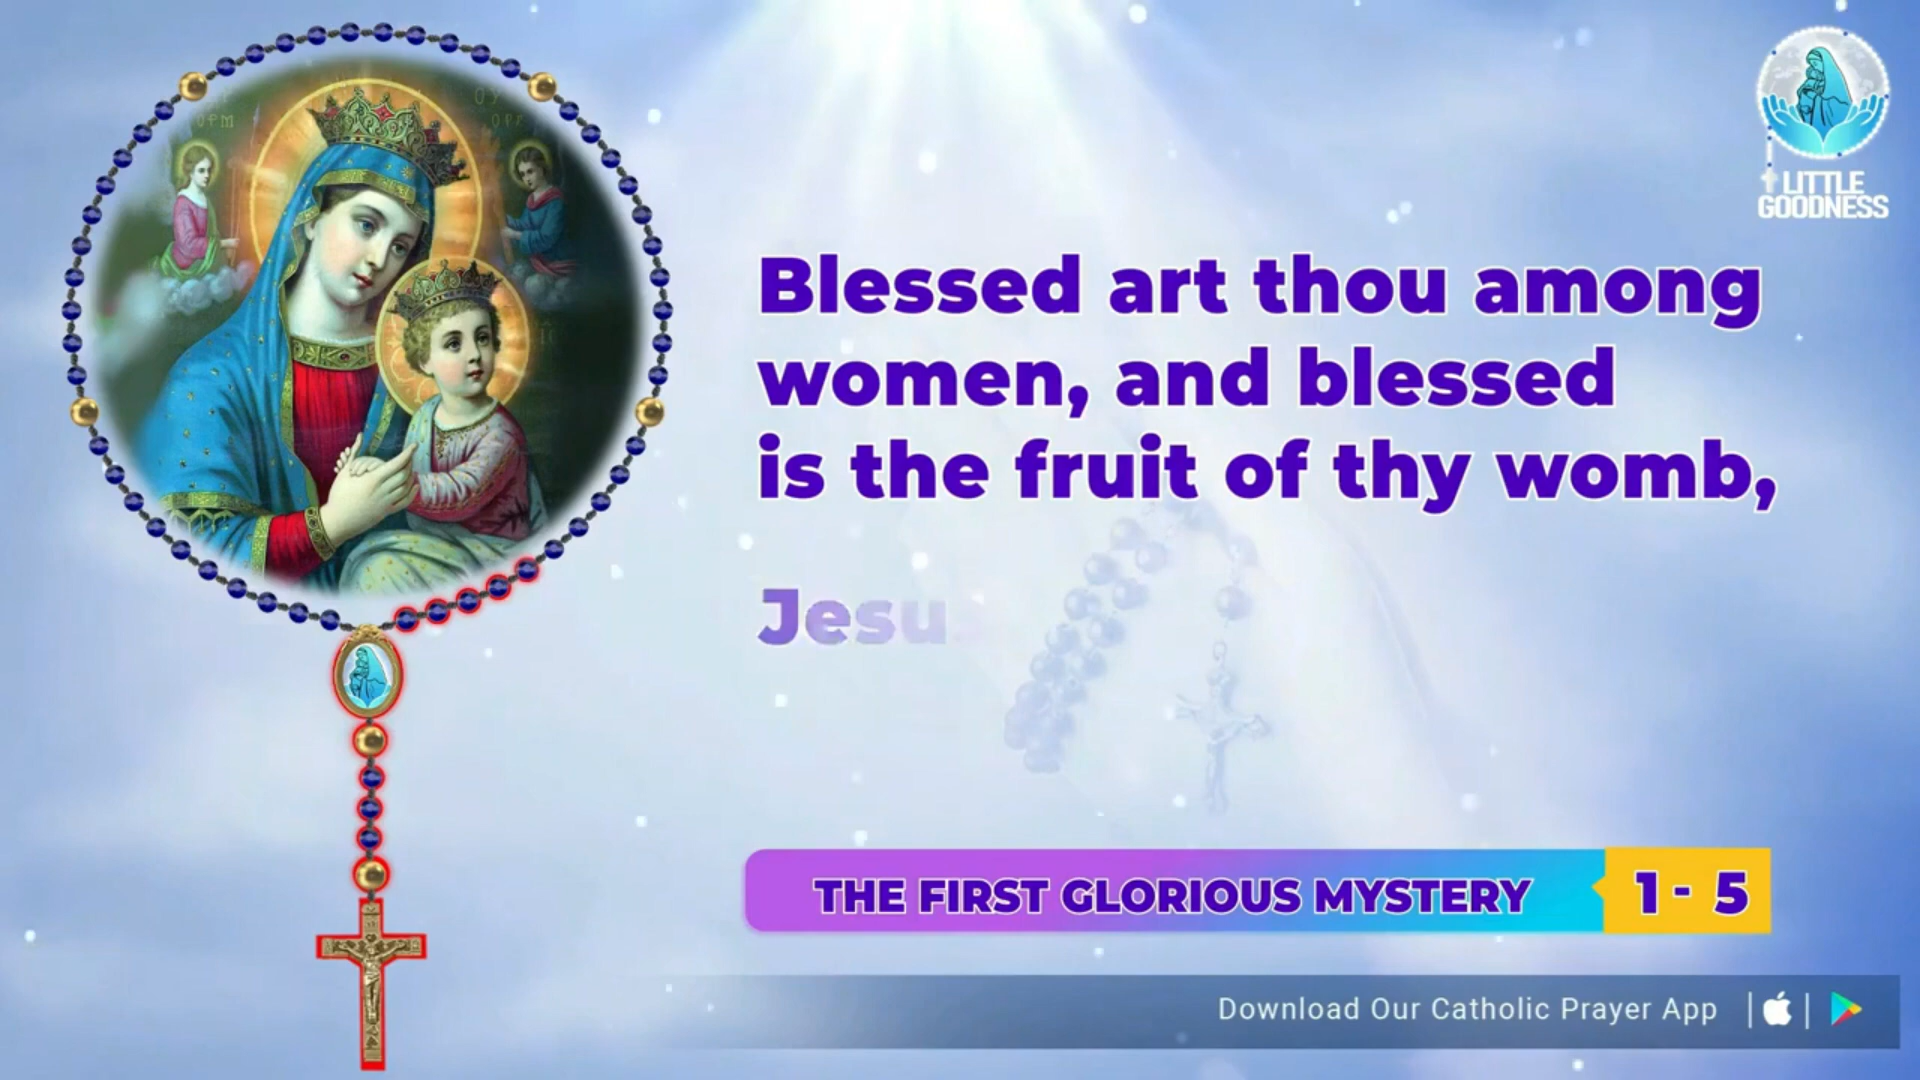 LITTLE
GOODNESS
Blessed art thou among
women, and blessed
is the fruit of thy womb,
Jesu
THE FIRST GLORIOUS MYSTERY
1 - 5
Download Our Catholic Prayer App